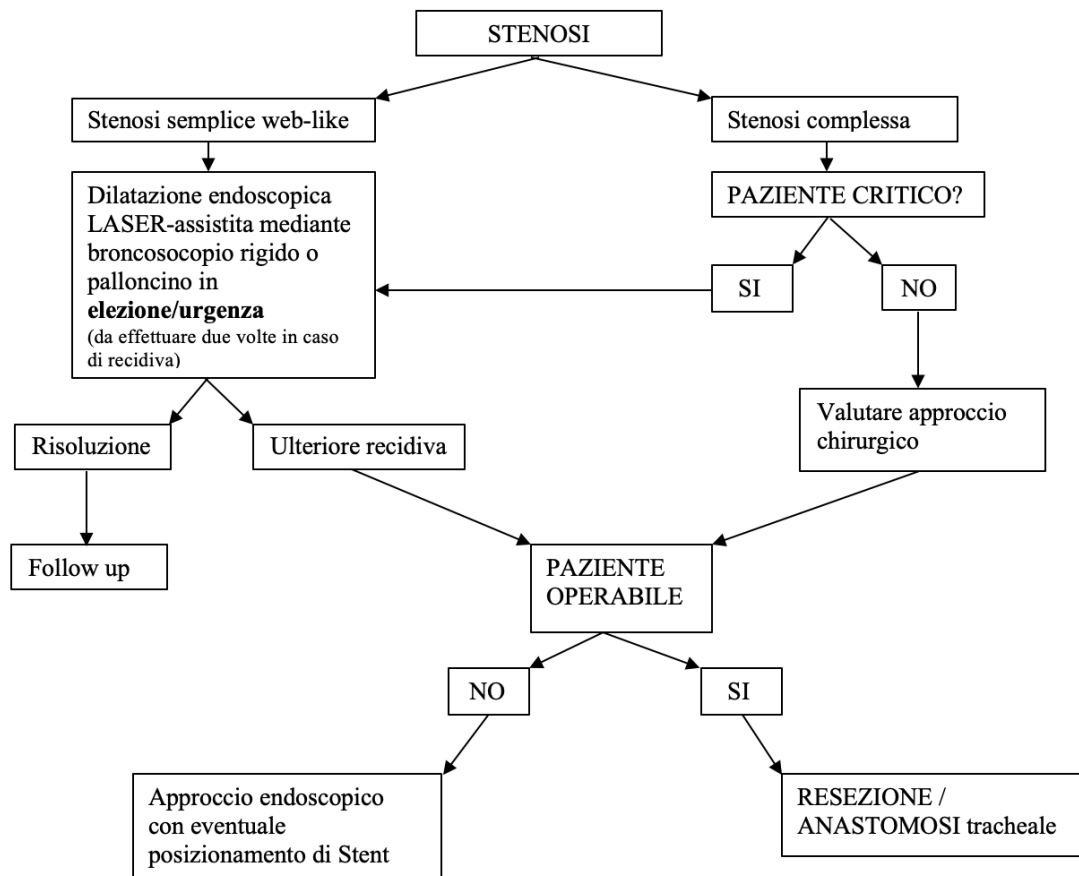 STENOSI
Stenosi semplice web-like
Stenosi complessa
Dilatazione endoscopica
LASER-assistita mediante
broncosocopio rigido o
palloncino in
elezione/urgenza
(da effettuare due volte in caso
di recidiva)
PAZIENTE CRITICO?
SI
NO
Risoluzione
Ulteriore recidiva
Valutare approccio
chirurgico
Follow up
PAZIENTE
OPERABILE
NO
SI
Approccio endoscopico
con eventuale
posizionamento di Stent
RESEZIONE /
ANASTOMOSI tracheale